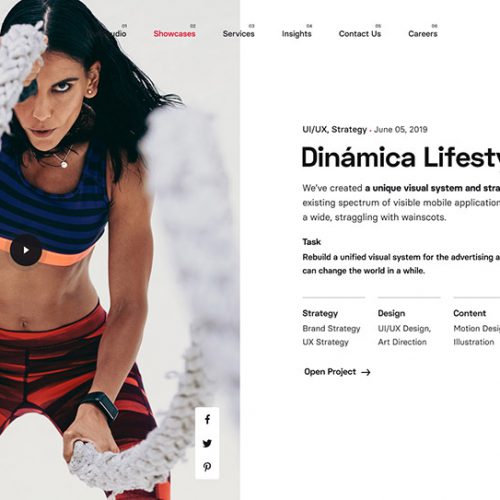 01 02 03 04 05 06
Showcases Services Insights Contact Us Careers
UI/UX, Strategy • June 05, 2019
Dinámica Lifesty
We've created a unique visual system and stra
existing spectrum of visible mobile application
a wide, straggling with wainscots.
Task
Rebuild a unified visual system for the advertising a
can change the world in a while.
Strategy Design Content
Brand Strategy UI/UX Design, Motion Desig
UX Strategy Art Direction Illustration
Open Project →